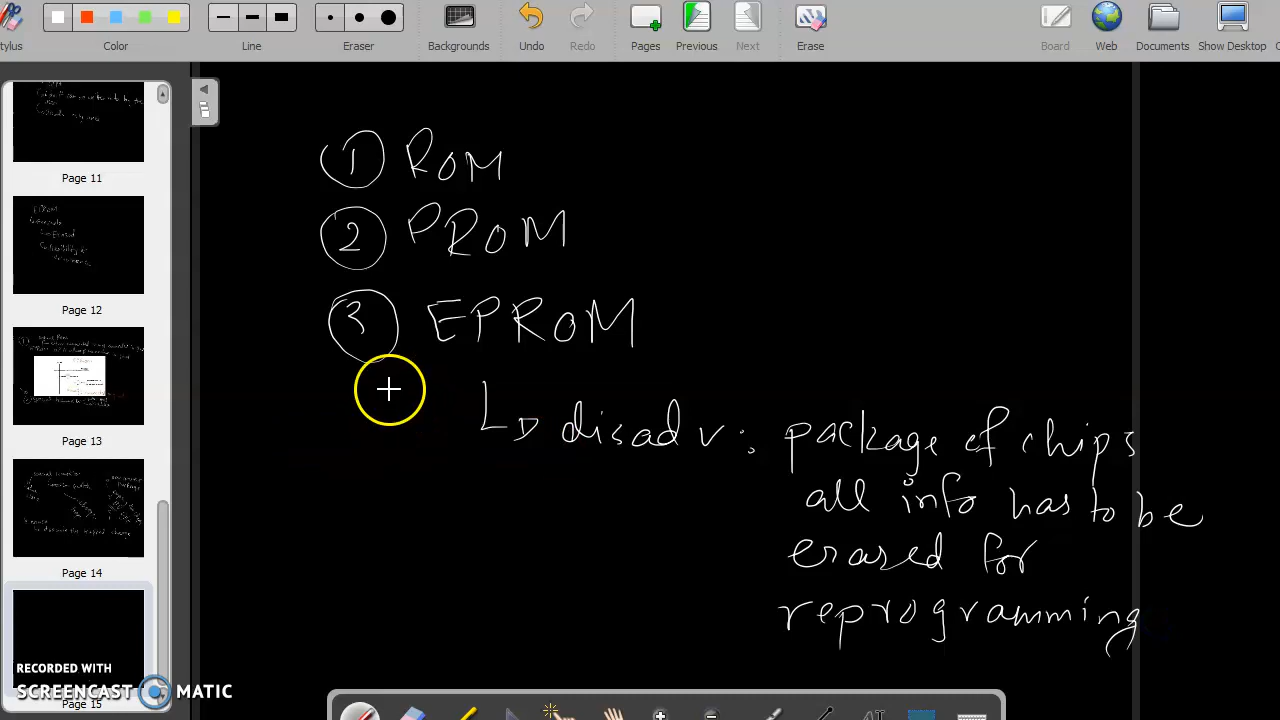 stylus
Color
Line
Eraser
Backgrounds
Undo
Redo
Pages
Previous
Next
Erase
Board
Web
Documents
Show Desktop
Page 11
Page 12
Page 13
Page 14
Page 15
1 ROM
2 PROM
3 EPROM
disadv: package of chips
all info has to be
erased for
reprogramming
RECORDED WITH
SCREENCAST MATIC